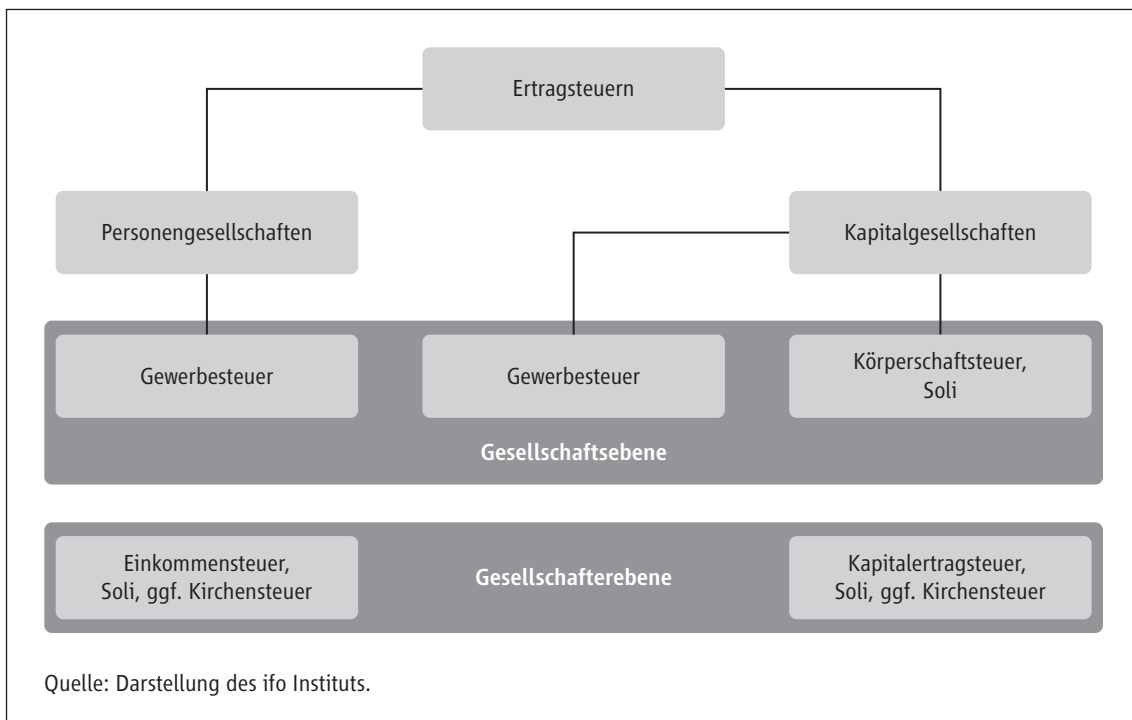 Ertragsteuern
Personengesellschaften
Kapitalgesellschaften
Gewerbesteuer
Gewerbesteuer
Körperschaftsteuer,
Soli
Gesellschaftsebene
Einkommensteuer,
Soli, ggf. Kirchensteuer
Gesellschafterebene
Kapitalertragsteuer,
Soli, ggf. Kirchensteuer
Quelle: Darstellung des ifo Instituts.